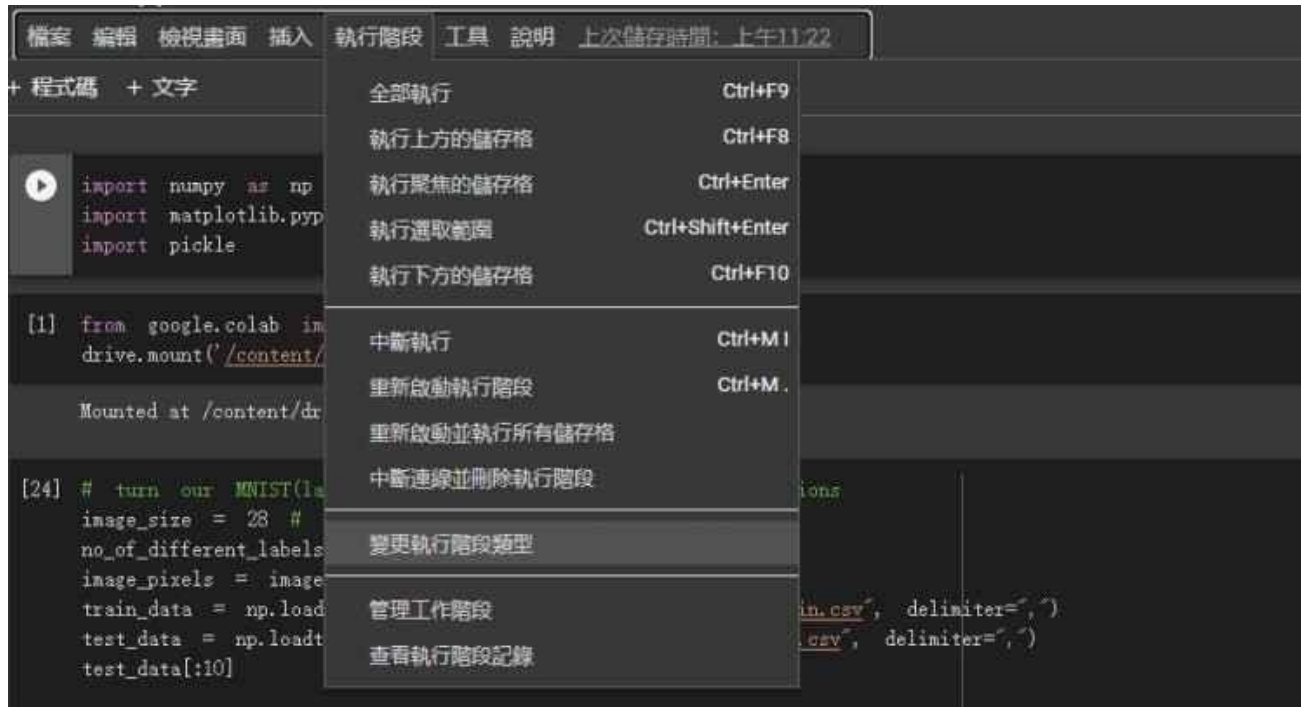 檔案 編輯 檢視畫面 插入 執行階段 工具 說明 上次儲存時間: 上午11:22
+ 程式碼 + 文字
全部執行 Ctrl+F9
執行上方的儲存格 Ctrl+F8
執行聚焦的儲存格 Ctrl+Enter
執行選取範圍 Ctrl+Shift+Enter
執行下方的儲存格 Ctrl+F10
中斷執行 Ctrl+M I
重新啟動執行階段 Ctrl+M .
重新啟動並執行所有儲存格
中斷連線並刪除執行階段
變更執行階段類型
管理工作階段
查看執行階段記錄
import numpy as np
import matplotlib.pyp
import pickle
[1] from google.colab im
drive.mount('/content/
Mounted at /content/dr
[24] # turn our MNIST(la ions
image_size = 28 #
no_of_different_labels
image_pixels = image
train_data = np.load in.csv", delimiter=",")
test_data = np.loadt .csv", delimiter=",")
test_data[:10]